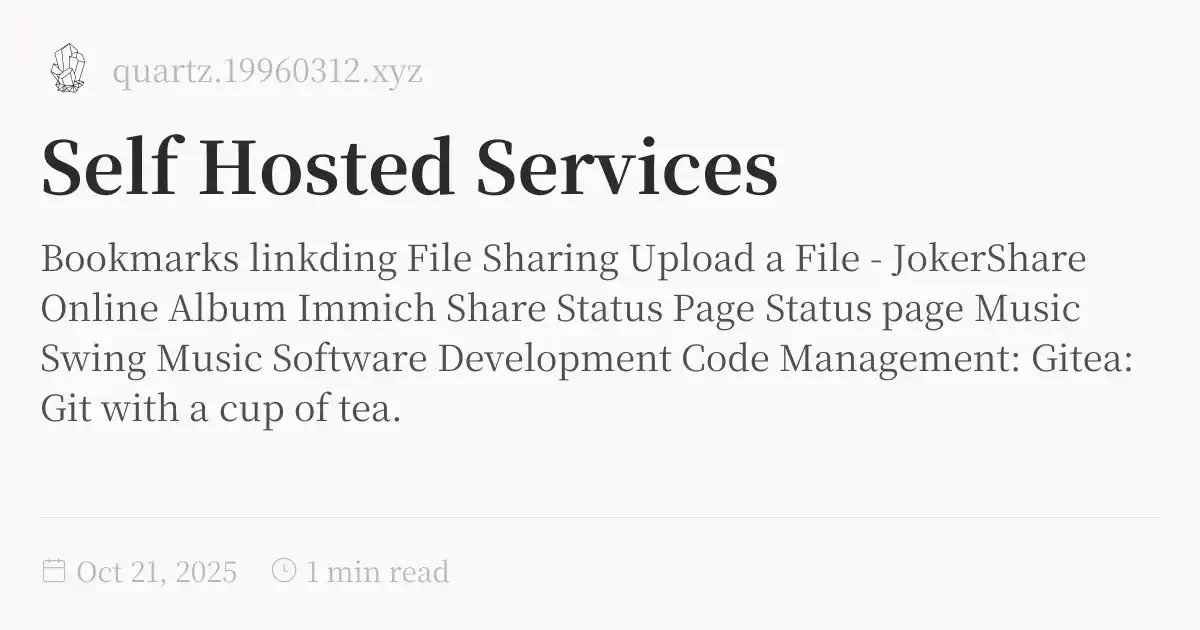 quartz.19960312.xyz
Self Hosted Services
Bookmarks linkding File Sharing Upload a File - JokerShare
Online Album Immich Share Status Page Status page Music
Swing Music Software Development Code Management: Gitea:
Git with a cup of tea.
Oct 21, 2025 1 min read